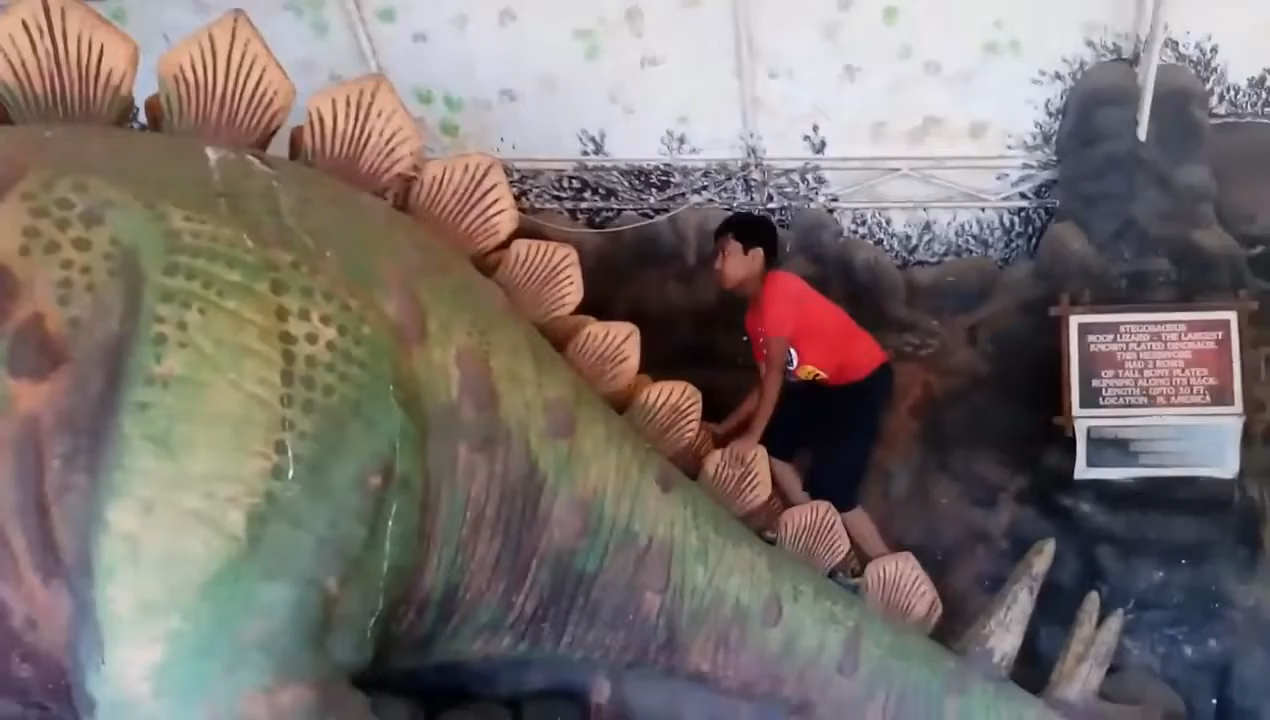 STEGOSAURUS
ROOF LIZARD - THE LARGEST
KNOWN PLATED DINOSAUR.
THIS HERBIVORE
HAD 2 ROWS
OF TALL BONY PLATES
RUNNING ALONG ITS BACK.
LENGTH - UPTO 30 FT.
LOCATION - N. AMERICA